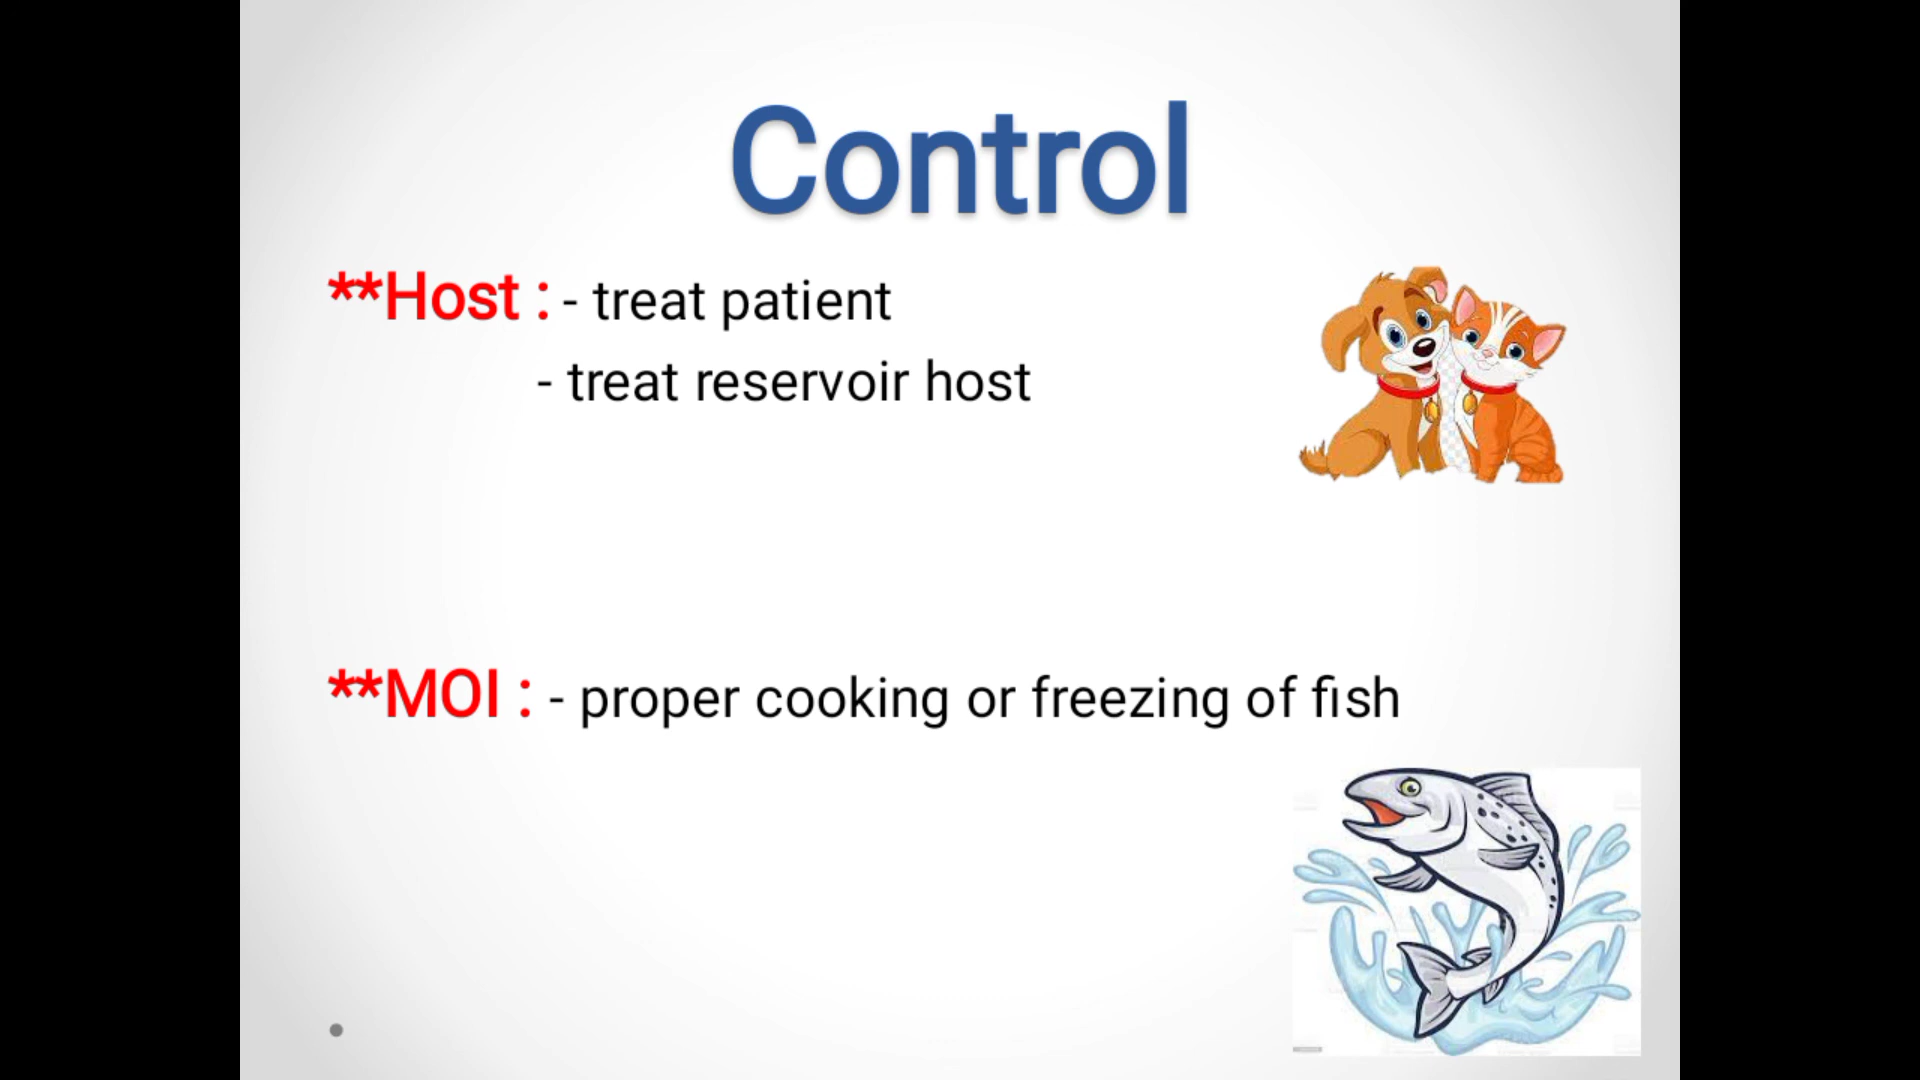 Control
**Host : - treat patient
- treat reservoir host
**MOI : - proper cooking or freezing of fish